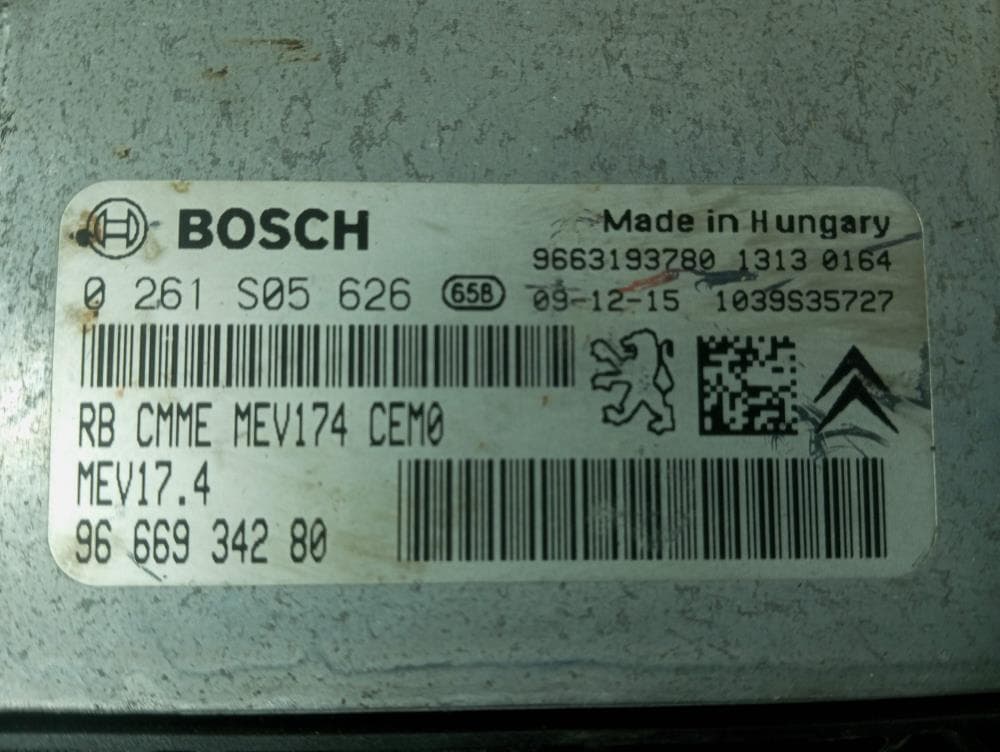 BOSCH
Made in Hungary
9663193780 1313 0164
0 261 S05 626 65B
09-12-15 1039S35727
RB CMME MEV174 CEM0
MEV17.4
96 669 342 80